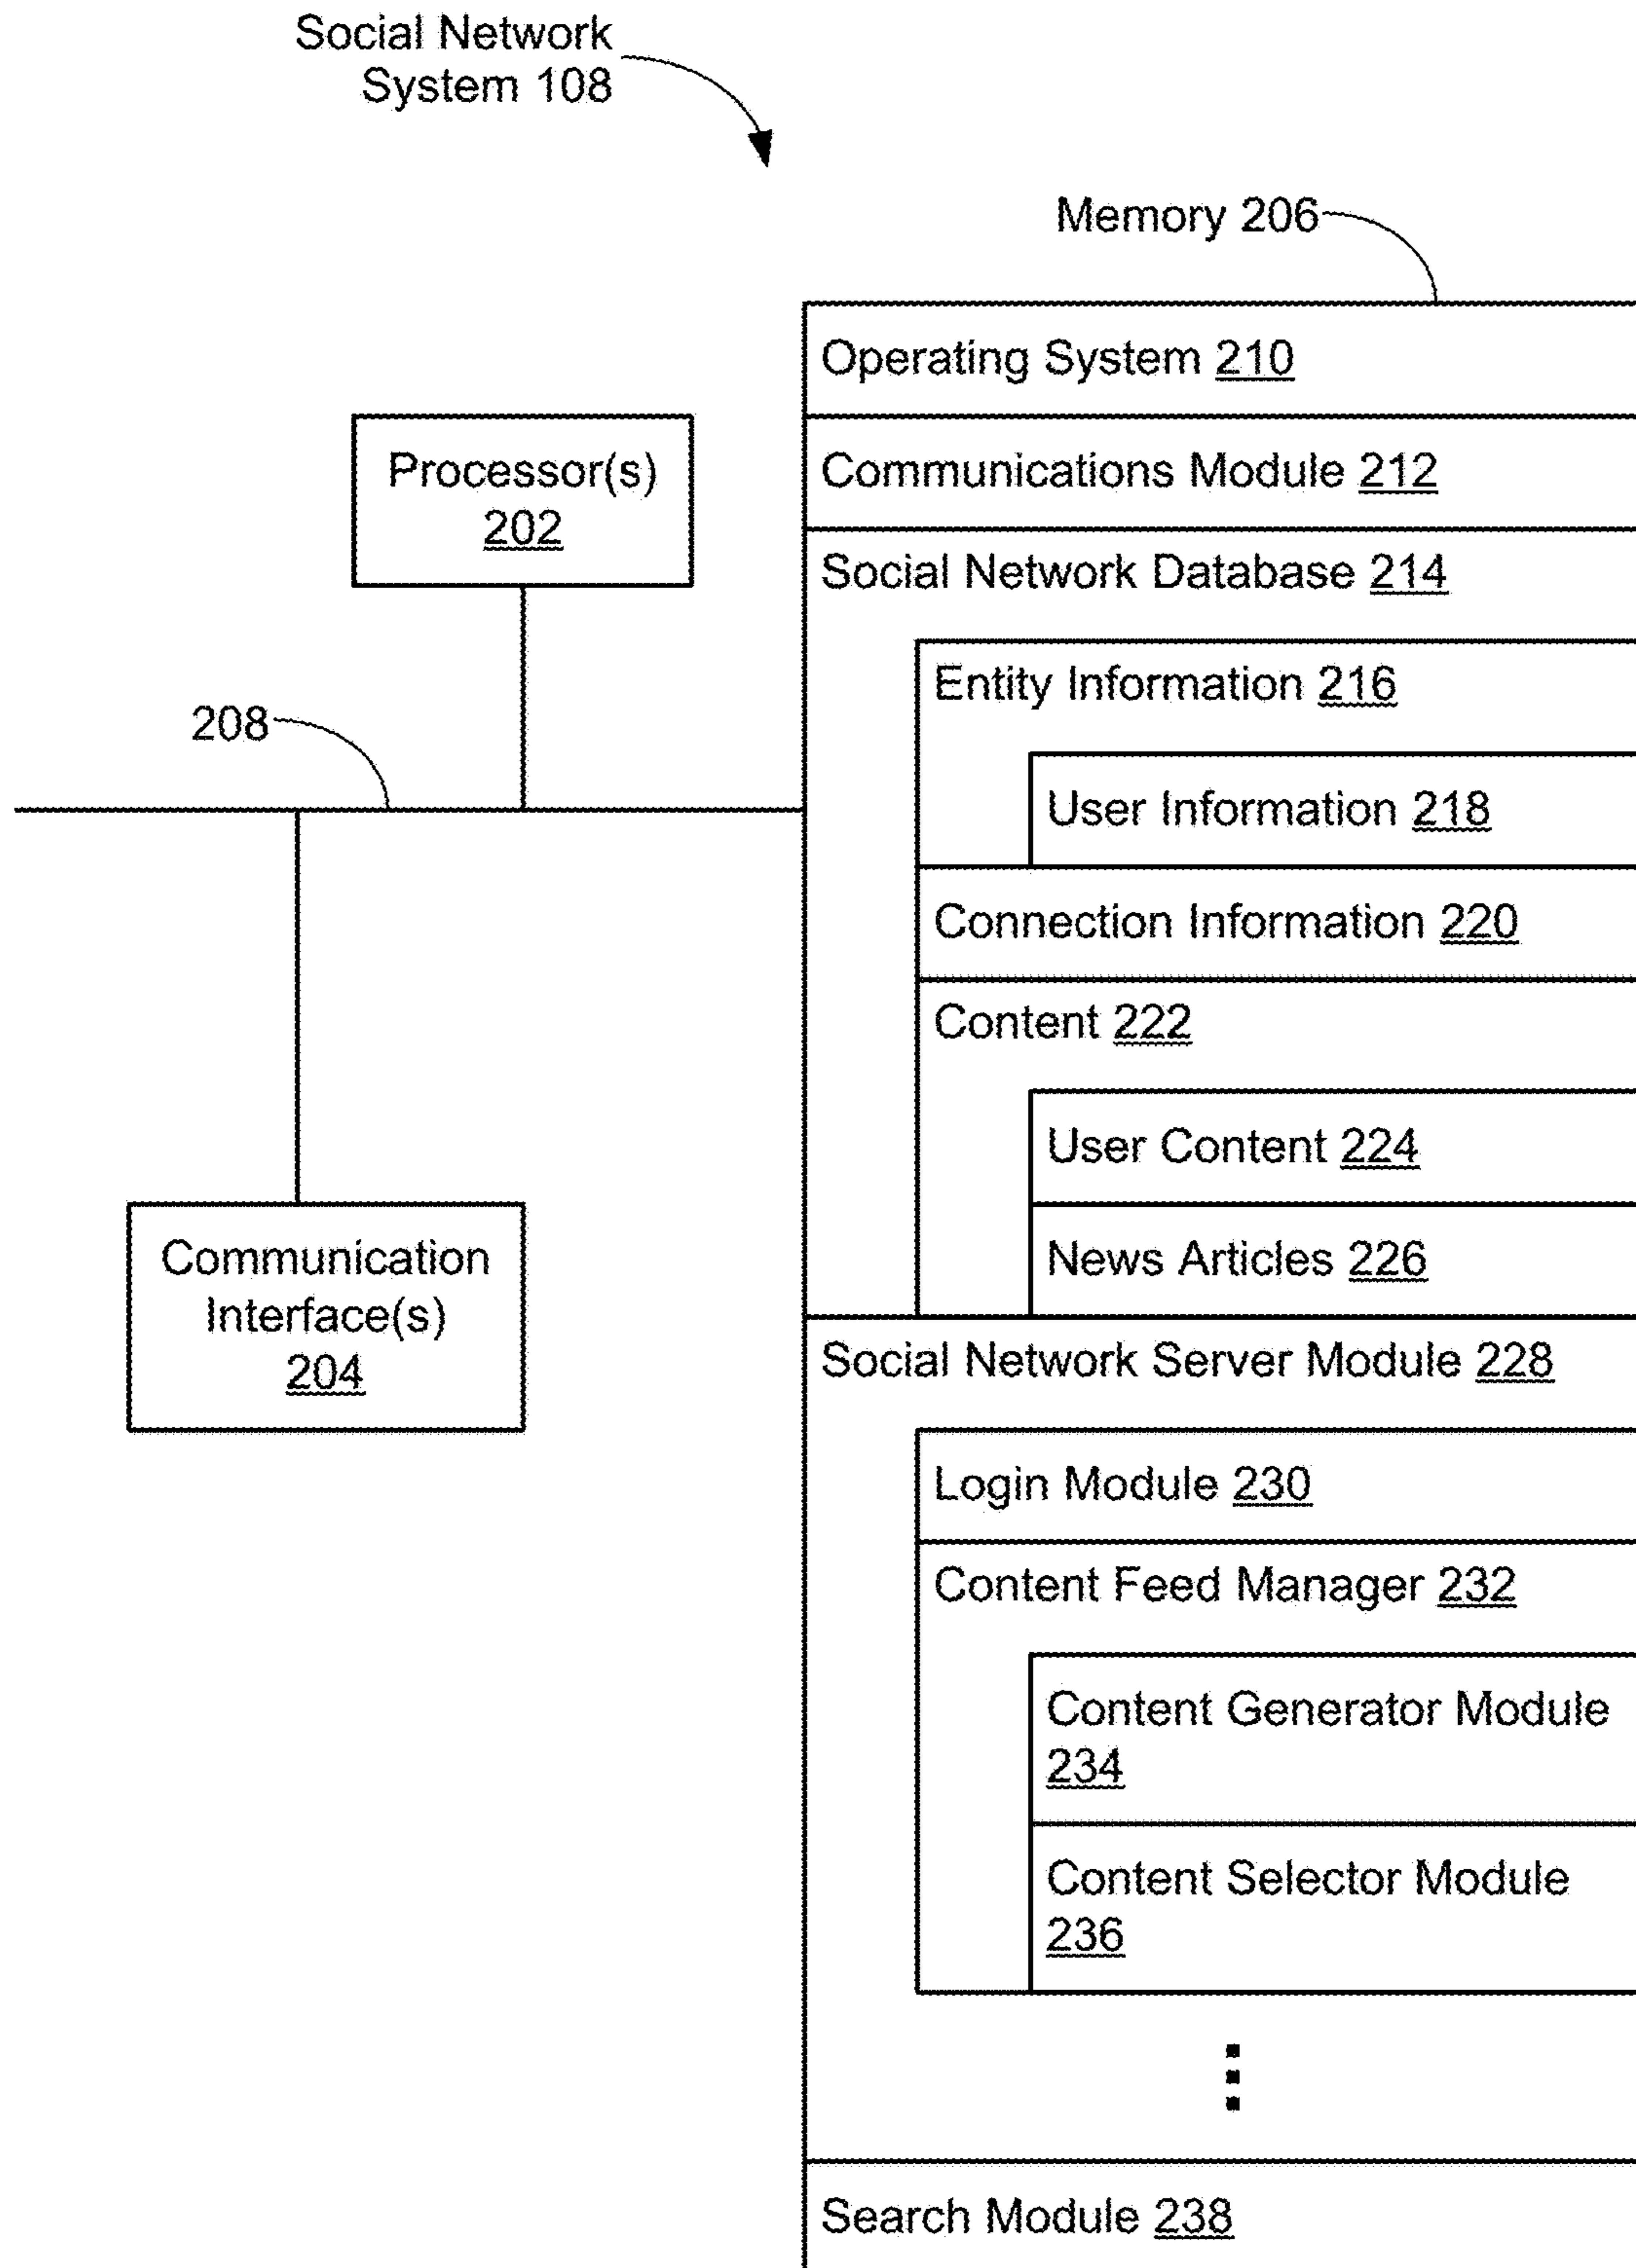 Social Network
System 108
Memory 206
Operating System 210
Processor(s)
202
Communications Module 212
Social Network Database 214
Entity Information 216
208
User Information 218
Connection Information 220
Content 222
User Content 224
Communication
Interface(s)
204
News Articles 226
Social Network Server Module 228
Login Module 230
Content Feed Manager 232
Content Generator Module
234
Content Selector Module
236
Search Module 238